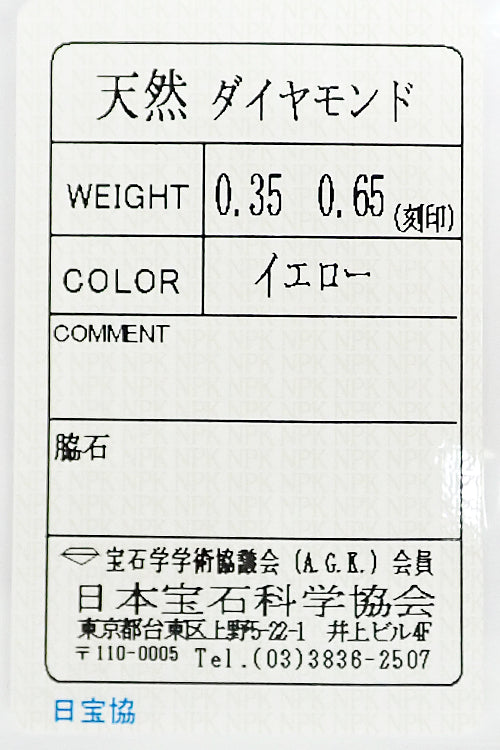 天然 ダイヤモンド
WEIGHT 0.35 0.65 (刻印)
COLOR イエロー
COMMENT
脇石
宝石学学術協議会 (A.G.K.) 会員
日本宝石科学協会
東京都台東区上野5-22-1 井上ビル4F
〒110-0005 Tel.(03)3836-2507
日宝協